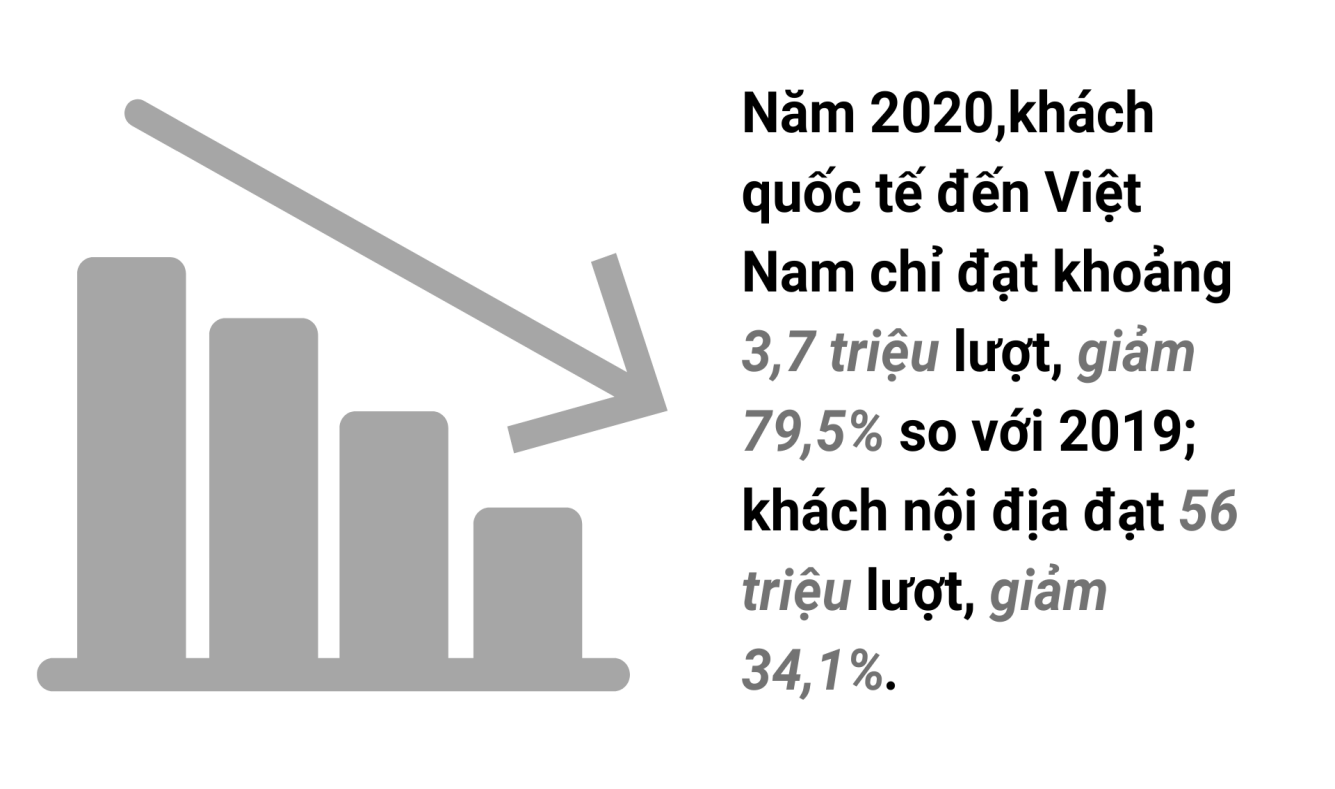 Năm 2020,khách
quốc tế đến Việt
Nam chỉ đạt khoảng
3,7 triệu lượt, giảm
79,5% so với 2019;
khách nội địa đạt 56
triệu lượt, giảm
34,1%.